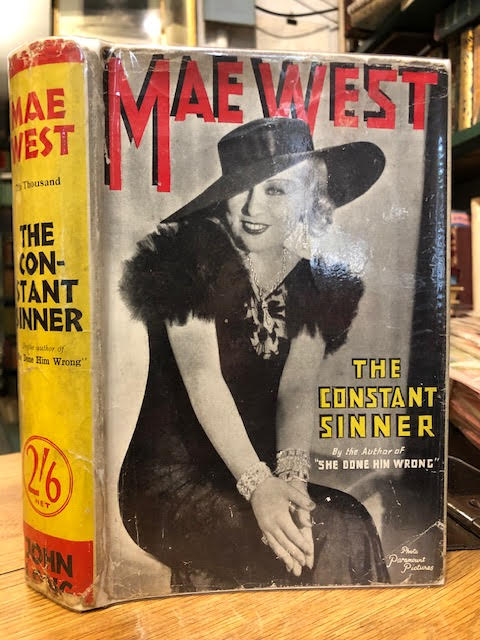 MAE
WEST
Thousand
THE
CON-
STANT
SINNER
author of
Done Him Wrong"
2'/6
NET
JOHN
MAE WEST
THE
CONSTANT
SINNER
By the Author of
"SHE DONE HIM WRONG"
Photo
Paramount
Pictures